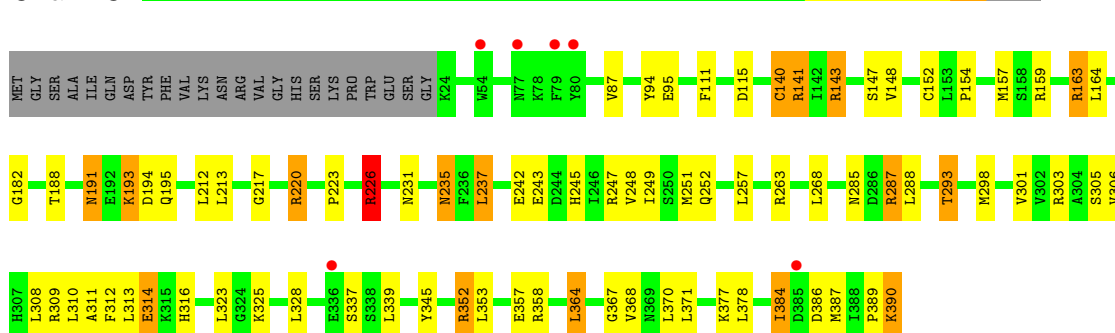 MET GLY SER ALA ILE GLN ASP TYR PHE VAL LYS ASN ARG VAL GLY HIS SER LYS PRO TRP GLU SER GLY K24 W54 N77 K78 F79 Y80 V87 Y94 E95 F111 D115 C140 R141 I142 R143 S147 V148 C152 L153 P154 M157 S158 R159 R163 L164
G182 T188 N191 E192 K193 D194 Q195 L212 L213 G217 R220 P223 R226 N231 N235 F236 L237 E242 E243 D244 H245 I246 R247 V248 I249 S250 M251 Q252 L257 R263 L268 N285 D286 R287 L288 T293 M298 V301 V302 R303 A304 S305
H307 L308 R309 L310 A311 F312 L313 E314 K315 H316 L323 G324 K325 L328 E336 S337 S338 L339 Y345 R352 L353 E357 R358 L364 G367 V368 N369 L370 L371 K377 L378 I384 D385 D386 M387 I388 P389 K390